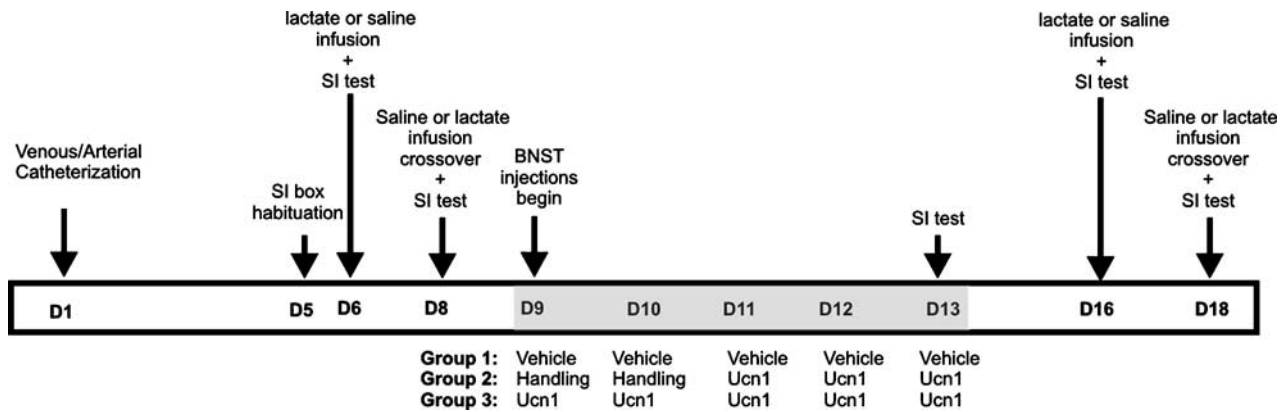 Venous/Arterial
Catheterization
SI box
habituation
lactate or saline
infusion
+
SI test
Saline or lactate
infusion
crossover
+
SI test
BNST
injections
begin
SI test
lactate or saline
infusion
+
SI test
Saline or lactate
infusion
crossover
+
SI test
D1 D5 D6 D8 D9 D10 D11 D12 D13 D16 D18
Group 1: Vehicle Vehicle Vehicle Vehicle Vehicle
Group 2: Handling Handling Ucn1 Ucn1 Ucn1
Group 3: Ucn1 Ucn1 Ucn1 Ucn1 Ucn1